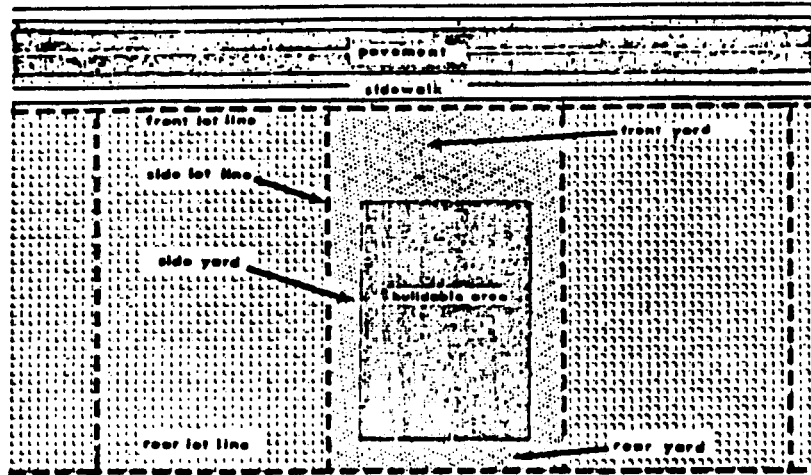 pavement
sidewalk
front lot line
front yard
side lot line
side yard
buildable area
rear lot line
rear yard